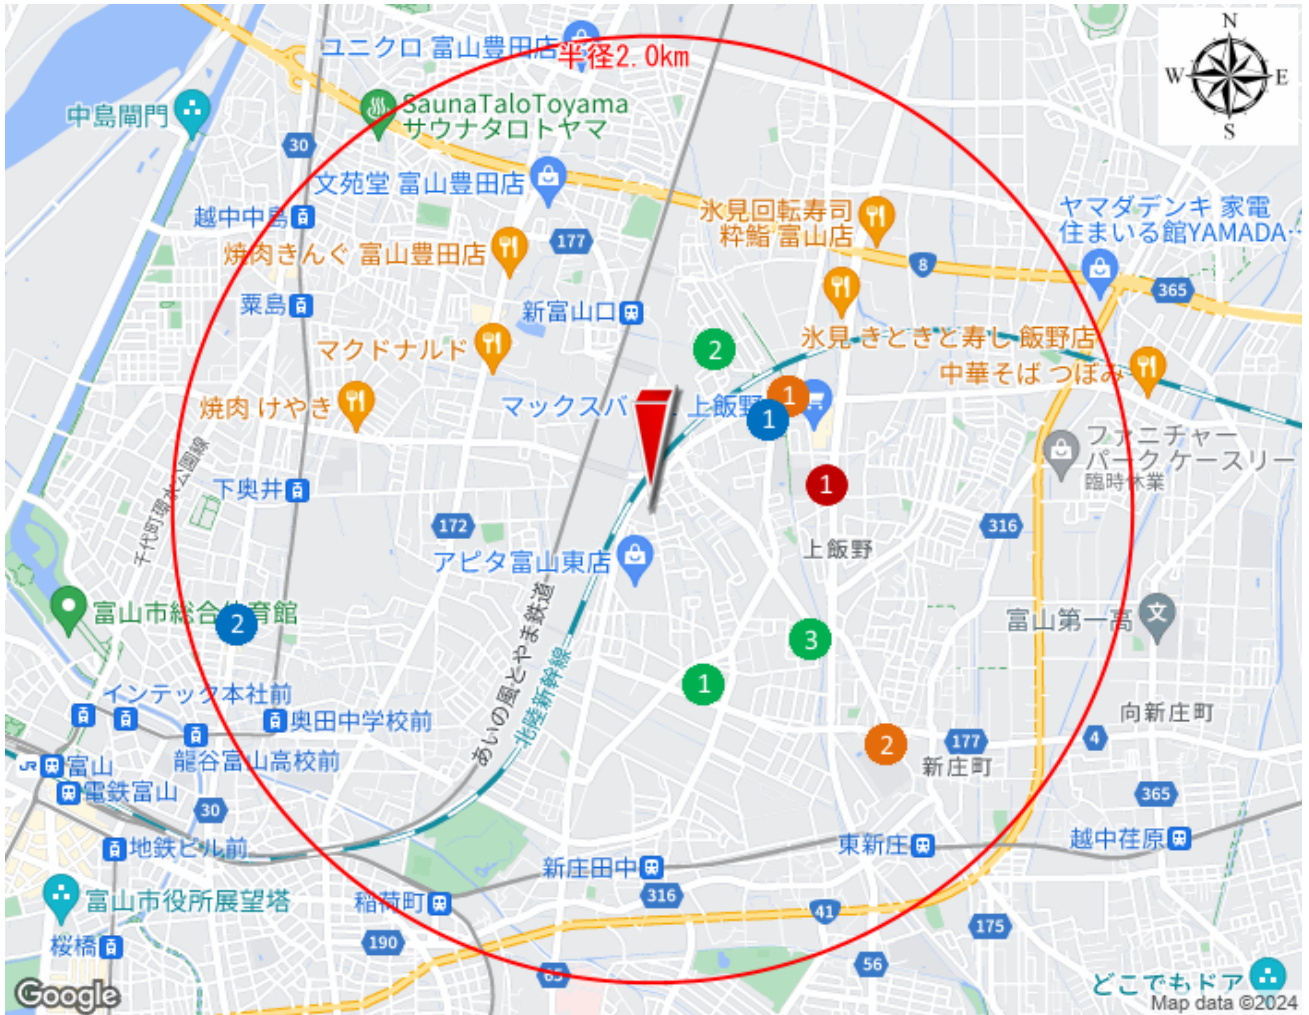 ユニクロ 富山豊田店
半径2.0km
N
W
E
S
SaunaTaloToyama
サウナタロトヤマ
中島閘門
30
文苑堂 富山豊田店
越中中島
177
氷見回転寿司
粋鮨 富山店
ヤマダデンキ 家電
住まいる館YAMADA…
焼肉きんぐ 富山豊田店
8
365
粟島
新富山口
氷見 きときと寿し 飯野店
マクドナルド
2
中華そば つぼみ
焼肉 けやき
マックスバ
上飯野
1
1
ファニチャー
パーク ケースリー
臨時休業
千代町環水公園線
下奥井
1
172
316
上飯野
アピタ富山東店
富山市総合体育館
2
富山第一高
3
あいの風とやま鉄道
北陸新幹線
1
インテック本社前
奥田中学校前
向新庄町
4
177
2
新庄町
龍谷富山高校前
JR
富山
電鉄富山
30
365
地鉄ビル前
東新庄
越中荏原
新庄田中
316
富山市役所展望塔
稲荷町
41
175
桜橋
190
65
56
どこでもドア
Google
Map data ©2024